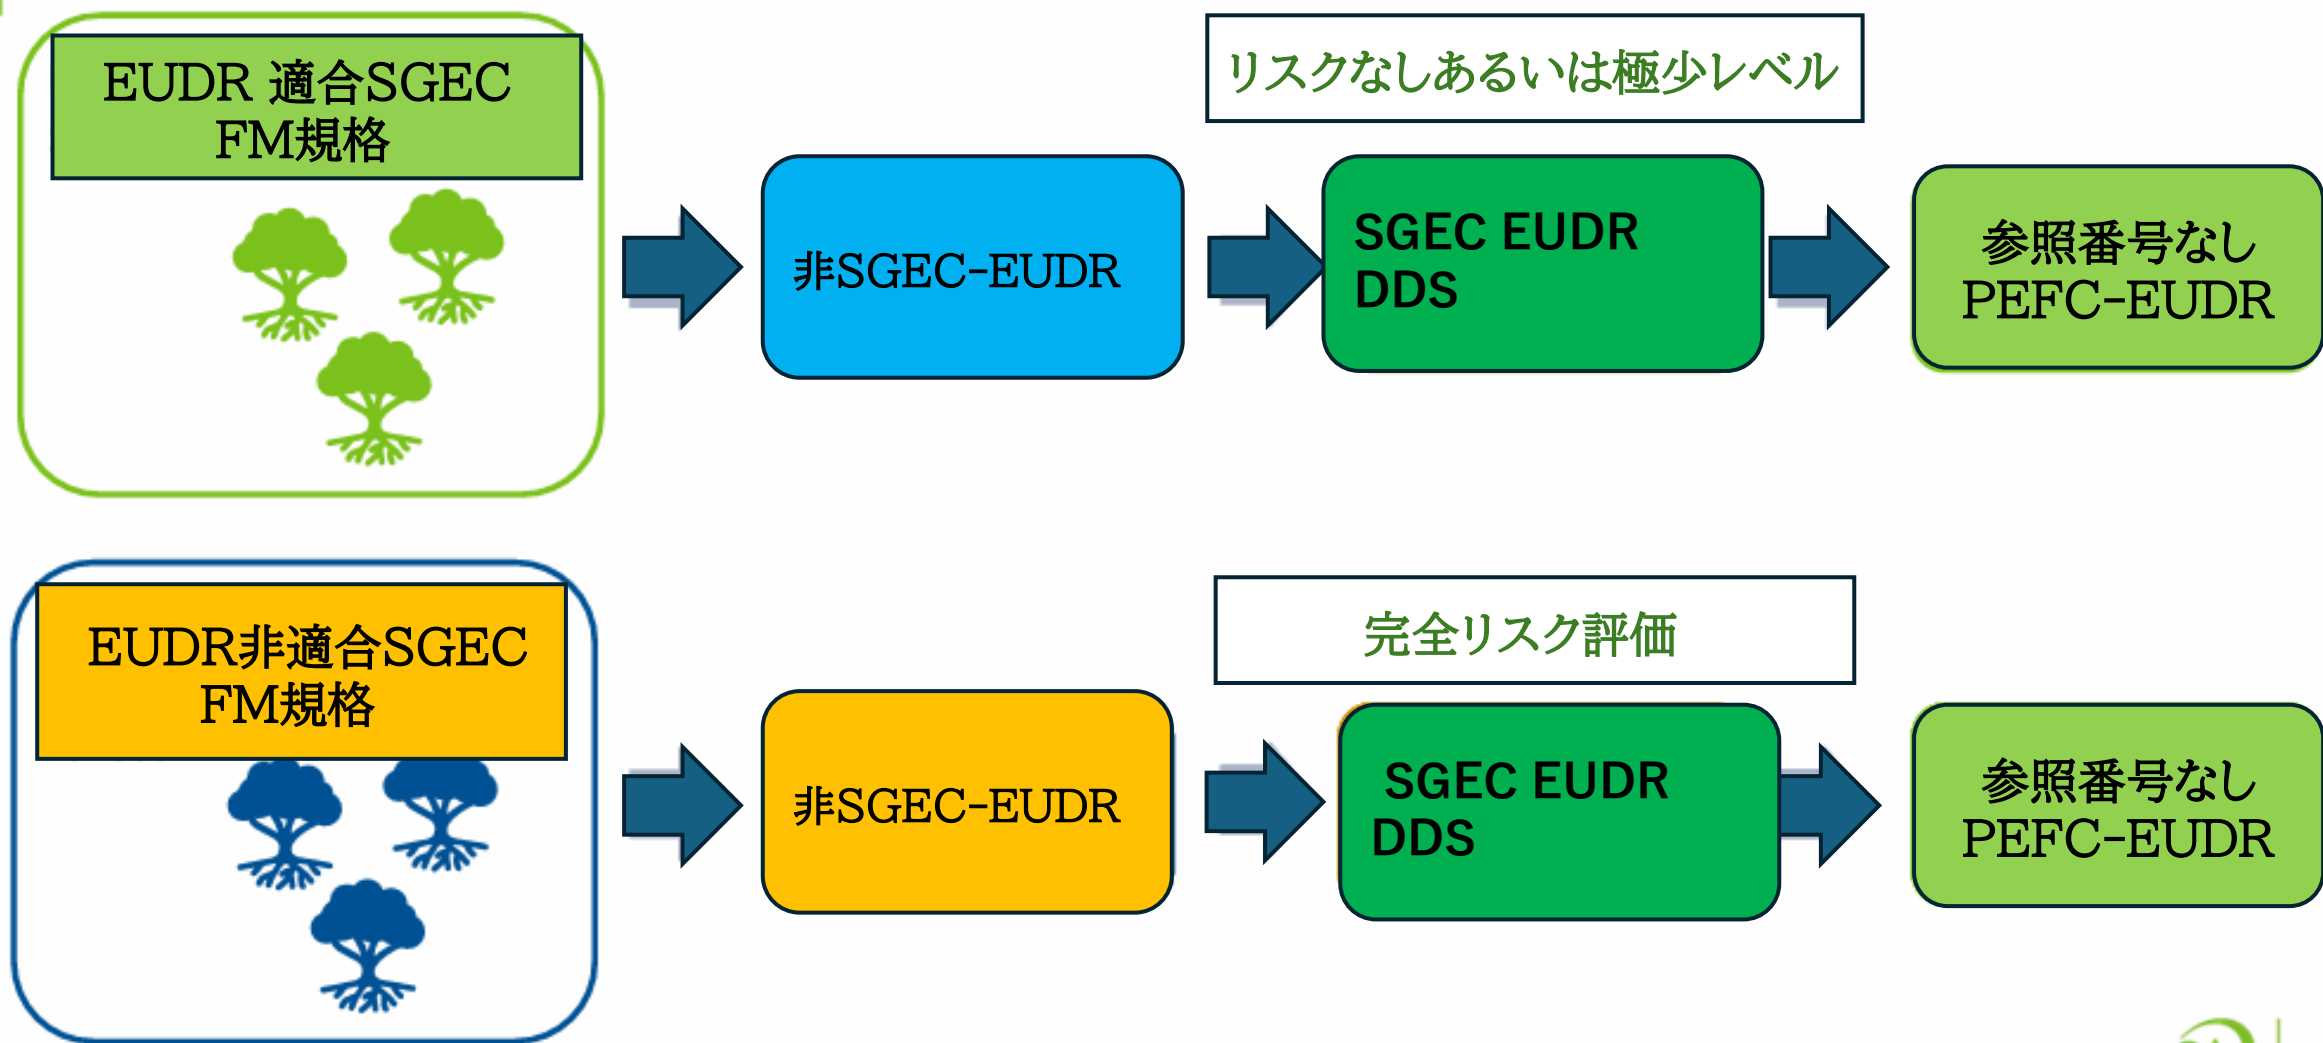 EUDR 適合SGEC
FM規格
リスクなしあるいは極少レベル
非SGEC-EUDR
SGEC EUDR
DDS
参照番号なし
PEFC-EUDR
EUDR非適合SGEC
FM規格
完全リスク評価
非SGEC-EUDR
SGEC EUDR
DDS
参照番号なし
PEFC-EUDR